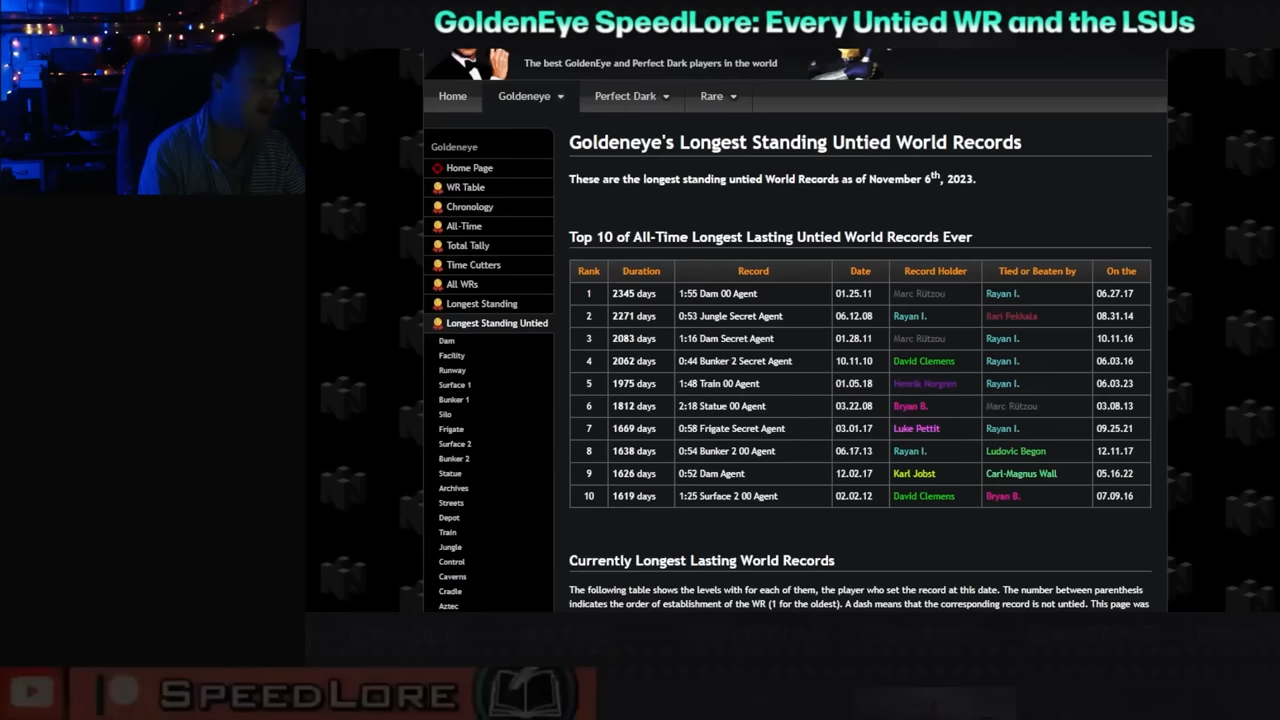 GoldenEye SpeedLore: Every Untied WR and the LSUs
The best GoldenEye and Perfect Dark players in the world
Home Goldeneye Perfect Dark Rare
Goldeneye
Home Page
WR Table
Chronology
All-Time
Total Tally
Time Cutters
All WRs
Longest Standing
Longest Standing Untied
Dam
Facility
Runway
Surface 1
Bunker 1
Silo
Frigate
Surface 2
Bunker 2
Statue
Archives
Streets
Depot
Train
Jungle
Control
Caverns
Cradle
Aztec
Goldeneye's Longest Standing Untied World Records
These are the longest standing untied World Records as of November 6th, 2023.
Top 10 of All-Time Longest Lasting Untied World Records Ever
Rank Duration Record Date Record Holder Tied or Beaten by On the
1 2345 days 1:55 Dam 00 Agent 01.25.11 Marc Rützou Rayan I. 06.27.17
2 2271 days 0:53 Jungle Secret Agent 06.12.08 Rayan I. Ilari Pekkala 08.31.14
3 2083 days 1:16 Dam Secret Agent 01.28.11 Marc Rützou Rayan I. 10.11.16
4 2062 days 0:44 Bunker 2 Secret Agent 10.11.10 David Clemens Rayan I. 06.03.16
5 1975 days 1:48 Train 00 Agent 01.05.18 Henrik Norgren Rayan I. 06.03.23
6 1812 days 2:18 Statue 00 Agent 03.22.08 Bryan B. Marc Rützou 03.08.13
7 1669 days 0:58 Frigate Secret Agent 03.01.17 Luke Pettit Rayan I. 09.25.21
8 1638 days 0:54 Bunker 2 00 Agent 06.17.13 Rayan I. Ludovic Begon 12.11.17
9 1626 days 0:52 Dam Agent 12.02.17 Karl Jobst Carl-Magnus Wall 05.16.22
10 1619 days 1:25 Surface 2 00 Agent 02.02.12 David Clemens Bryan B. 07.09.16
Currently Longest Lasting World Records
The following table shows the levels with for each of them, the player who set the record at this date. The number between parenthesis
indicates the order of establishment of the WR (1 for the oldest). A dash means that the corresponding record is not untied. This page was
SPEEDLORE